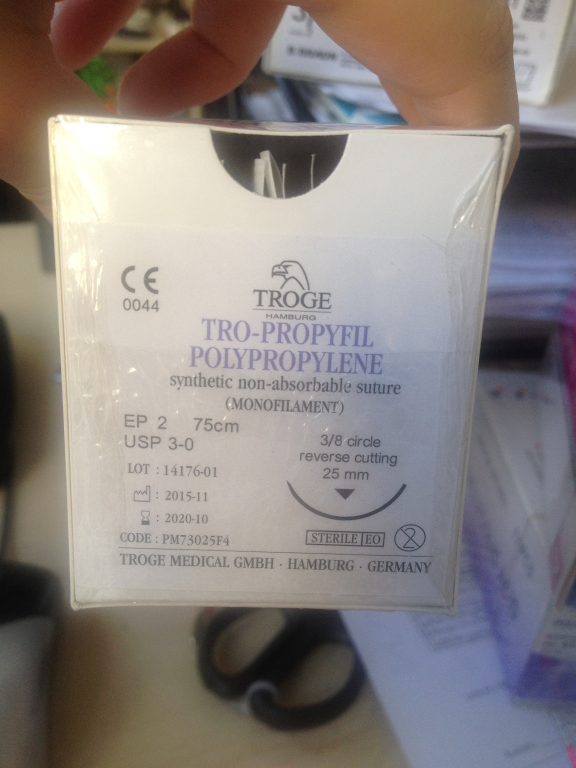 CE
0044
TROGE
HAMBURG
TRO-PROPYFIL
POLYPROPYLENE
synthetic non-absorbable suture
(MONOFILAMENT)
EP 2 75cm
USP 3-0
3/8 circle
reverse cutting
25 mm
LOT : 14176-01
: 2015-11
: 2020-10
CODE : PM73025F4
STERILE EO
2
TROGE MEDICAL GMBH · HAMBURG · GERMANY